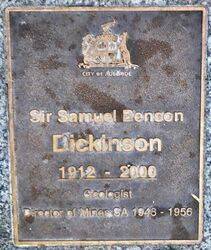 CITY OF ADELAIDE
Sir Samuel Benson
Dickinson
1912 - 2000
Geologist
Director of Mines SA 1943 - 1956